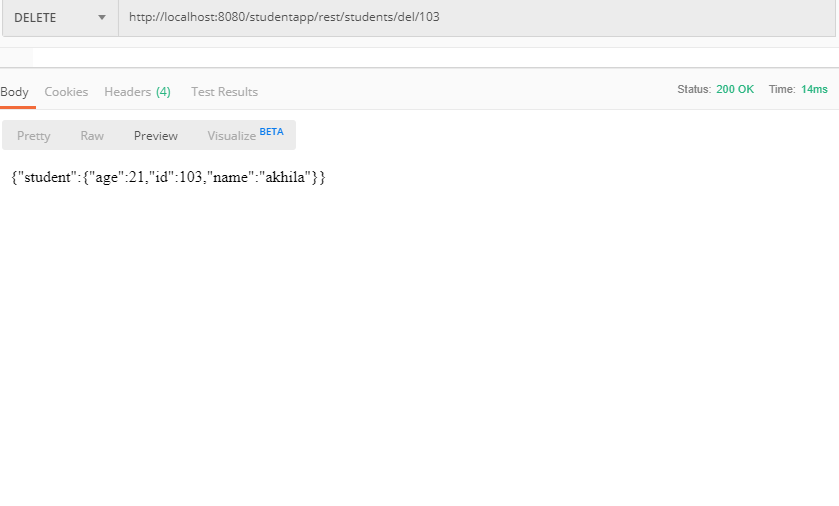 DELETE http://localhost:8080/studentapp/rest/students/del/103
Body Cookies Headers (4) Test Results Status: 200 OK Time: 14ms
Pretty Raw Preview Visualize BETA
{"student":{"age":21,"id":103,"name":"akhila"}}